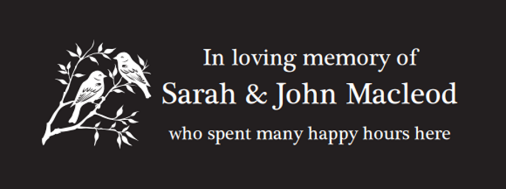 In loving memory of
Sarah & John Macleod
who spent many happy hours here